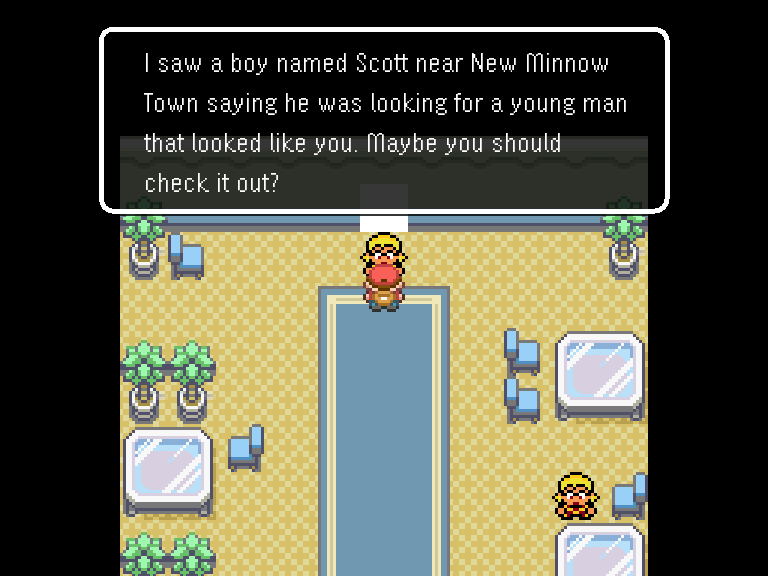 I saw a boy named Scott near New Minnow
Town saying he was looking for a young man
that looked like you. Maybe you should
check it out?